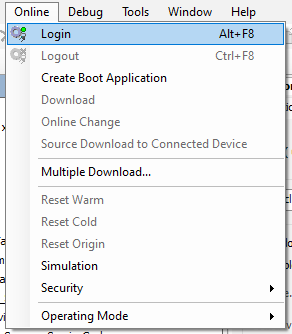 Online Debug Tools Window Help
Login Alt+F8
Logout Ctrl+F8
Create Boot Application
Download
Online Change
Source Download to Connected Device
Multiple Download...
Reset Warm
Reset Cold
Reset Origin
Simulation
Security
Operating Mode